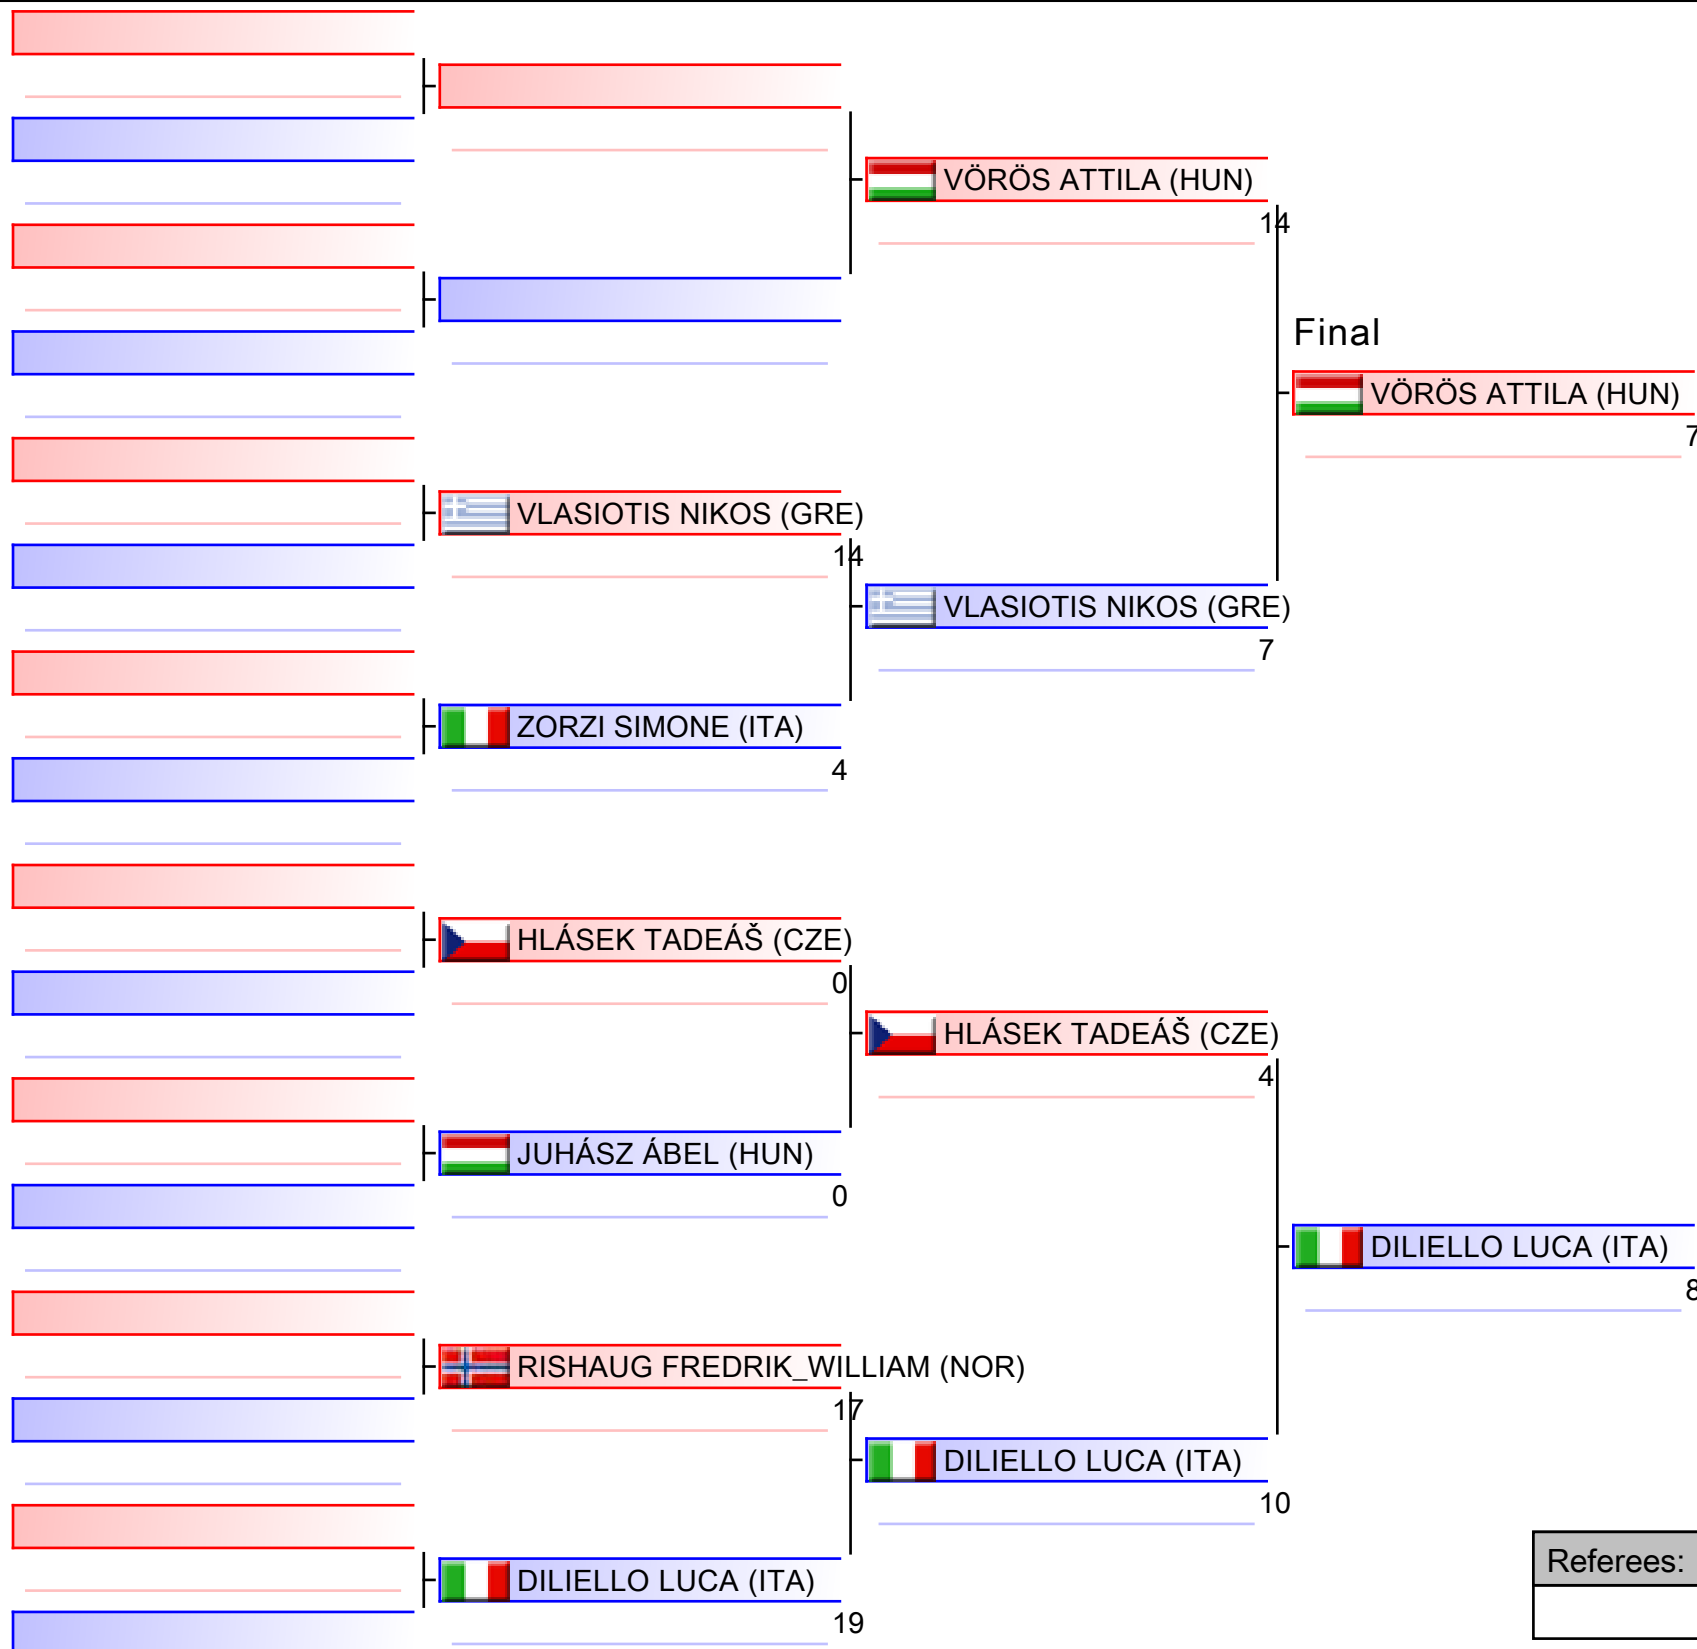 VÖRÖS ATTILA (HUN)
14
Final
VÖRÖS ATTILA (HUN)
7
VLASIOTIS NIKOS (GRE)
14
VLASIOTIS NIKOS (GRE)
7
ZORZI SIMONE (ITA)
4
HLÁSEK TADEÁŠ (CZE)
0
HLÁSEK TADEÁŠ (CZE)
4
JUHÁSZ ÁBEL (HUN)
0
DILIELLO LUCA (ITA)
8
RISHAUG FREDRIK_WILLIAM (NOR)
17
DILIELLO LUCA (ITA)
10
Referees:
DILIELLO LUCA (ITA)
19